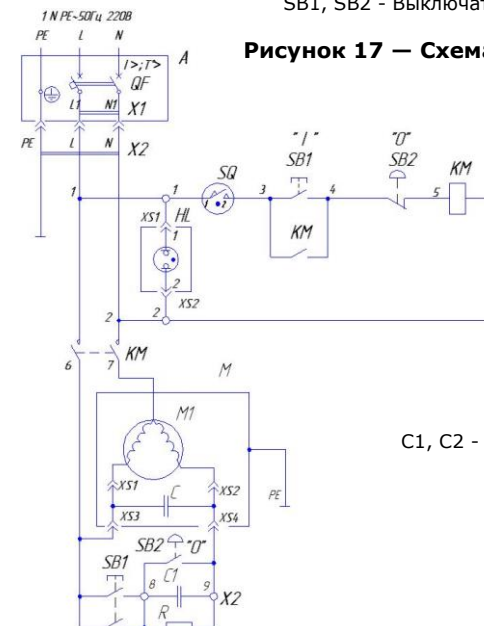 SB1, SB2 - Выключат
1 N PE~50Гц 220В
PE L N
Рисунок 17 — Схема
A
I>;T>
QF
L1 N1 X1
PE L N X2
"I" "0"
SB1 SB2 KM
SQ
1 1 3 4 5
1 2
XS1 HL
1
KM
2
XS2
2 2
6 7 KM
M
M1
C1, C2 -
XS1 C XS2
PE
XS3 XS4
SB2 "0"
SB1
8 C1 9 X2
R